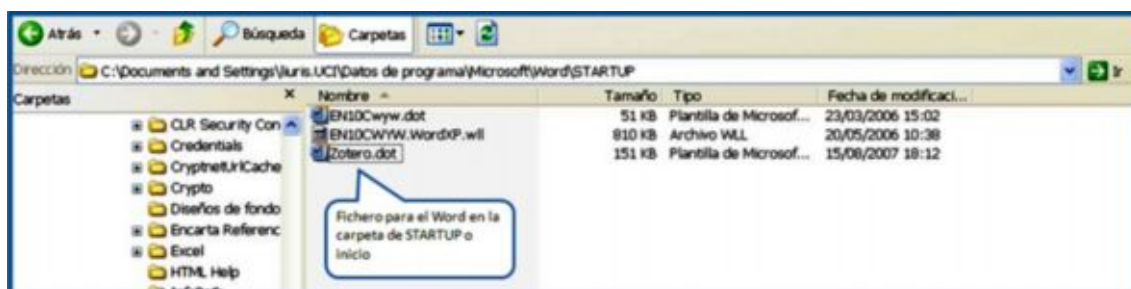 Atrás Búsqueda Carpetas
Dirección C:\Documents and Settings\liuris.UCI\Datos de programa\Microsoft\Word\STARTUP Ir
Carpetas x Nombre Tamaño Tipo Fecha de modificaci...
CLR Security Con EN10Cwyw.dot 51 KB Plantilla de Microsof... 23/03/2006 15:02
Credentials EN10CWYW.WordXP.wll 810 KB Archivo WLL 20/05/2006 10:38
CryptnetUrlCache Zotero.dot 151 KB Plantilla de Microsof... 15/08/2007 18:12
Crypto
Diseños de fondo
Encarta Referenc
Excel
HTML Help
Fichero para el Word en la
carpeta de STARTUP o
inicio